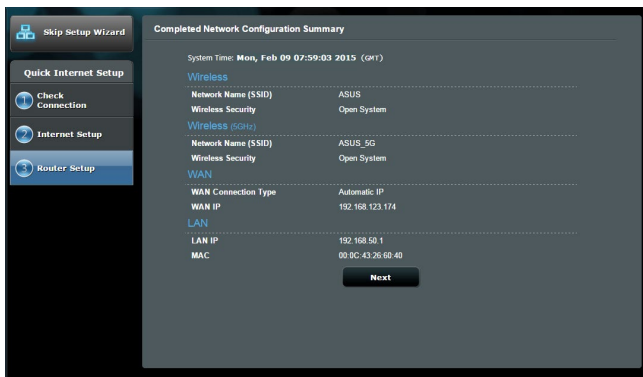 Skip Setup Wizard
Quick Internet Setup
1 Check Connection
2 Internet Setup
3 Router Setup
Completed Network Configuration Summary
System Time: Mon, Feb 09 07:59:03 2015 (GMT)
Wireless
Network Name (SSID) ASUS
Wireless Security Open System
Wireless (5GHz)
Network Name (SSID) ASUS_5G
Wireless Security Open System
WAN
WAN Connection Type Automatic IP
WAN IP 192.168.123.174
LAN
LAN IP 192.168.50.1
MAC 00:0C:43:26:60:40
Next